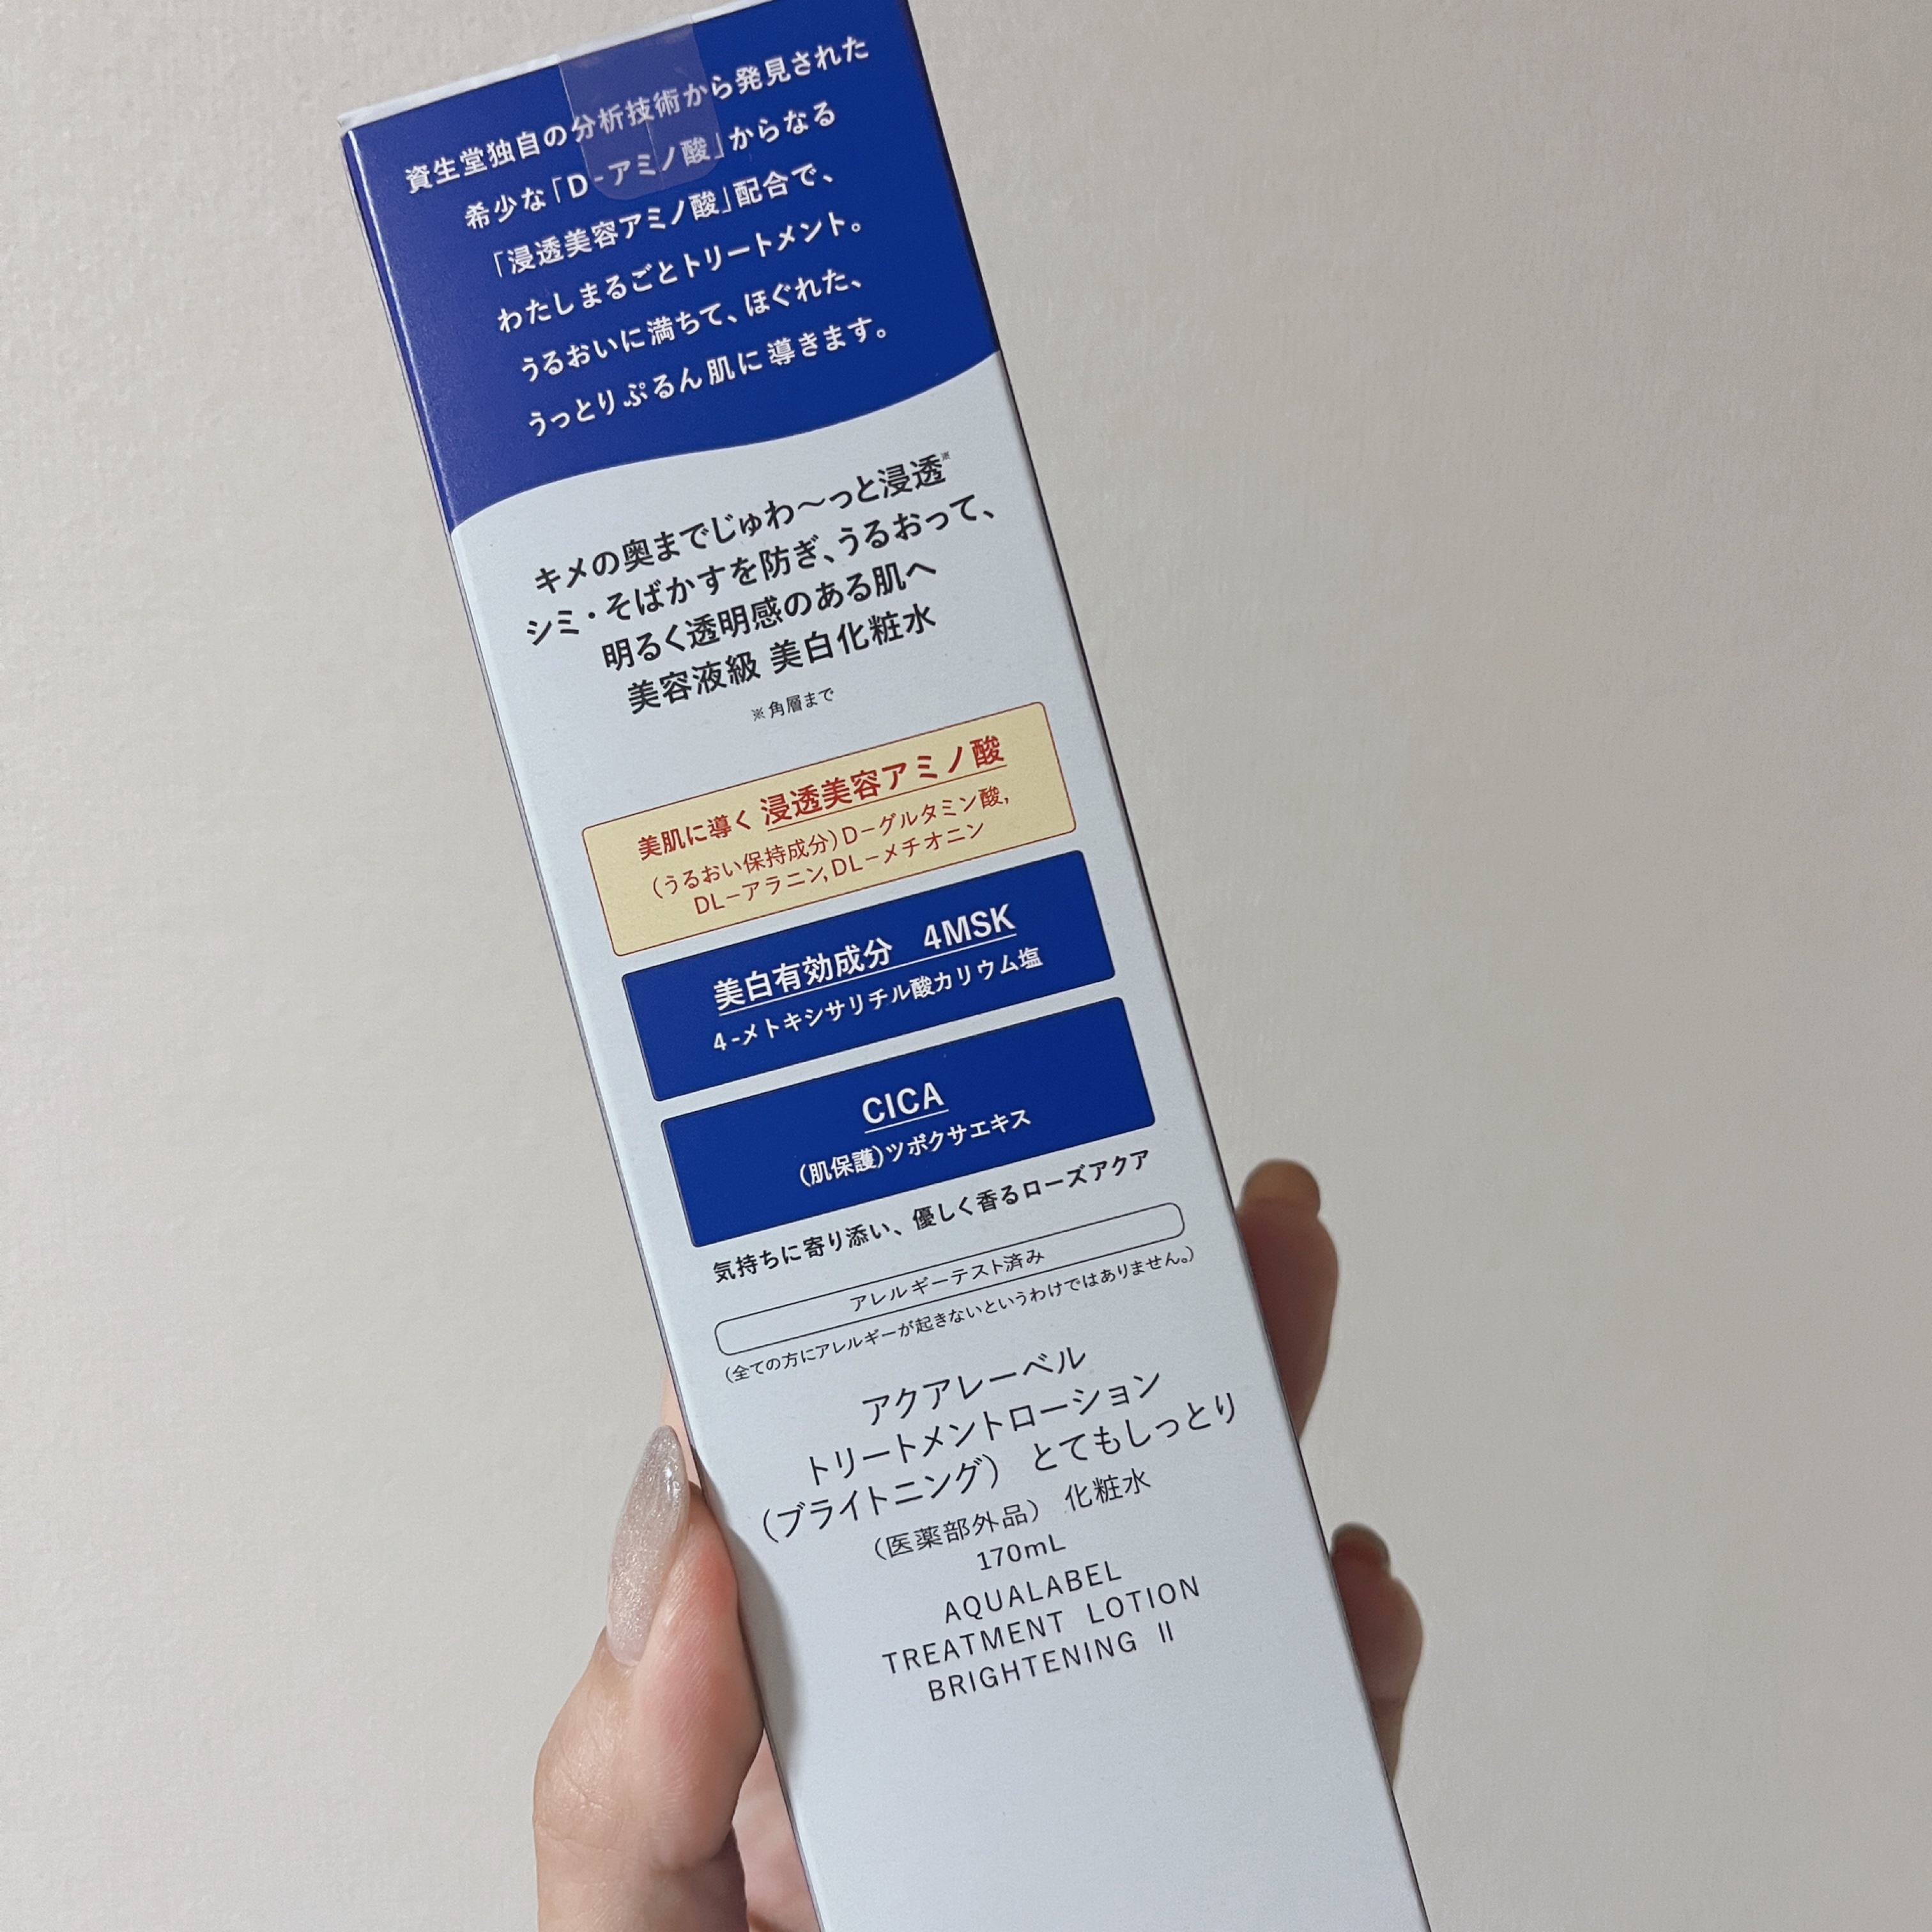 資生堂独自の分析技術から発見された
希少な「D-アミノ酸」からなる
「浸透美容アミノ酸」配合で、
わたしまるごとトリートメント。
うるおいに満ちて、ほぐれた、
うっとりぷるん肌に導きます。
キメの奥までじゅわ〜っと浸透※
シミ・そばかすを防ぎ、うるおって、
明るく透明感のある肌へ
美容液級 美白化粧水
※角層まで
美肌に導く 浸透美容アミノ酸
(うるおい保持成分)D−グルタミン酸,
DL−アラニン,DL−メチオニン
美白有効成分 4MSK
4-メトキシサリチル酸カリウム塩
CICA
(肌保護)ツボクサエキス
気持ちに寄り添い、優しく香るローズアクア
アレルギーテスト済み
(全ての方にアレルギーが起きないというわけではありません。)
アクアレーベル
トリートメントローション
(ブライトニング) とてもしっとり
(医薬部外品) 化粧水
170mL
AQUALABEL
TREATMENT LOTION
BRIGHTENING II